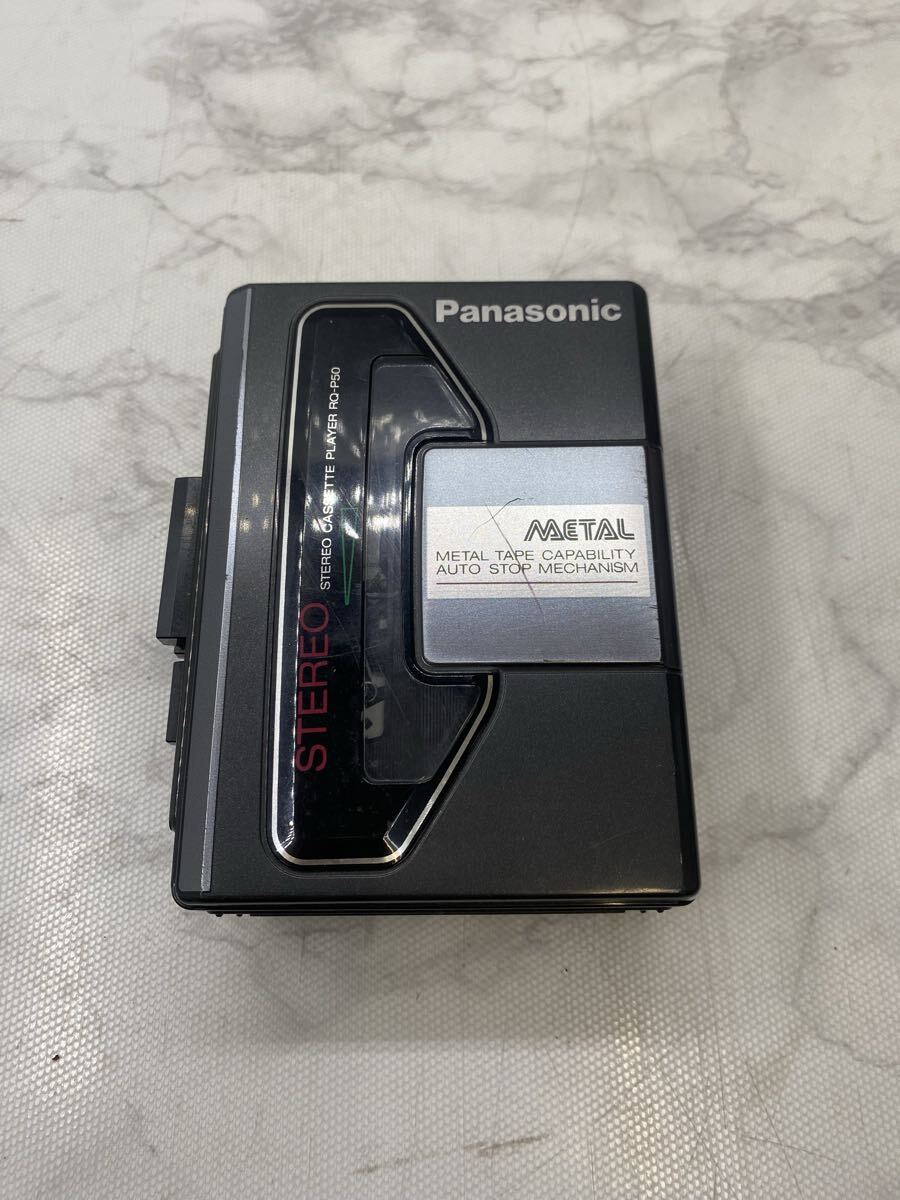 Panasonic
STEREO STEREO CASSETTE PLAYER RQ-P50
METAL
METAL TAPE CAPABILITY
AUTO STOP MECHANISM